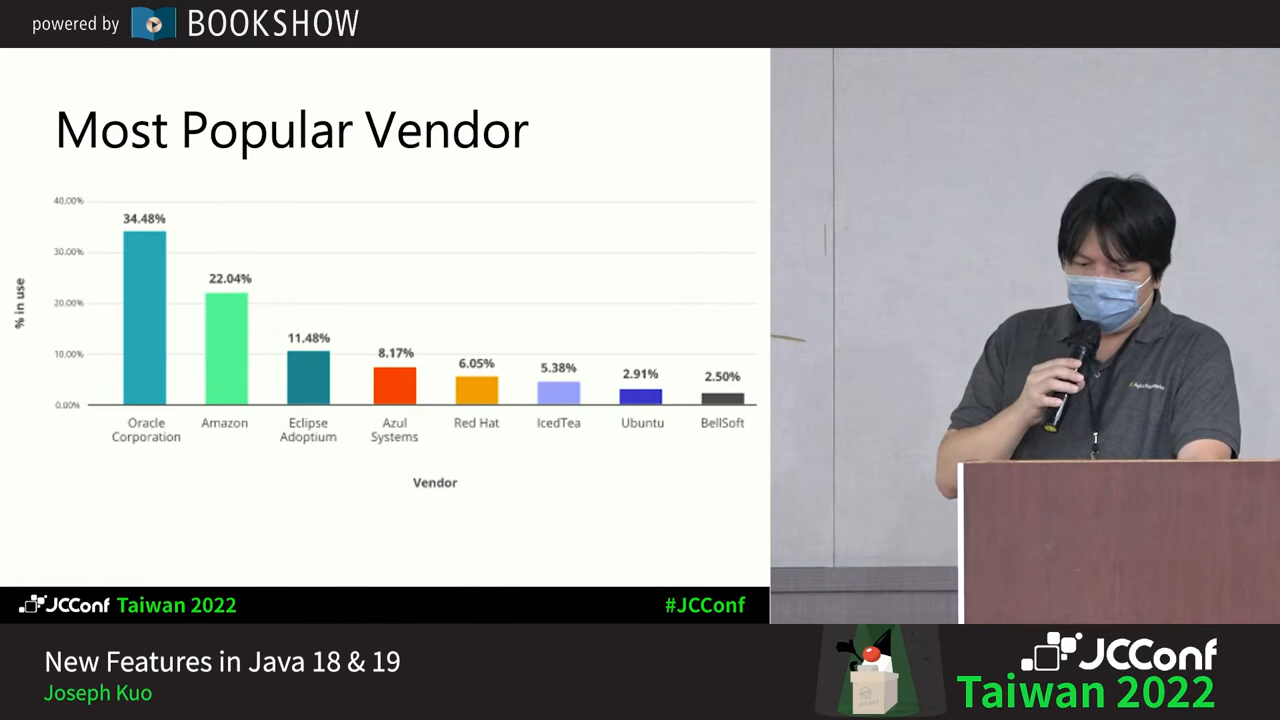 powered by BOOKSHOW
Most Popular Vendor
40.00%
30.00%
20.00%
10.00%
0.00%
% in use
34.48%
22.04%
11.48%
8.17%
6.05%
5.38%
2.91%
2.50%
Oracle
Corporation
Amazon
Eclipse
Adoptium
Azul
Systems
Red Hat
IcedTea
Ubuntu
BellSoft
Vendor
JCConf Taiwan 2022
#JCConf
New Features in Java 18 & 19
Joseph Kuo
JCConf
Taiwan 2022